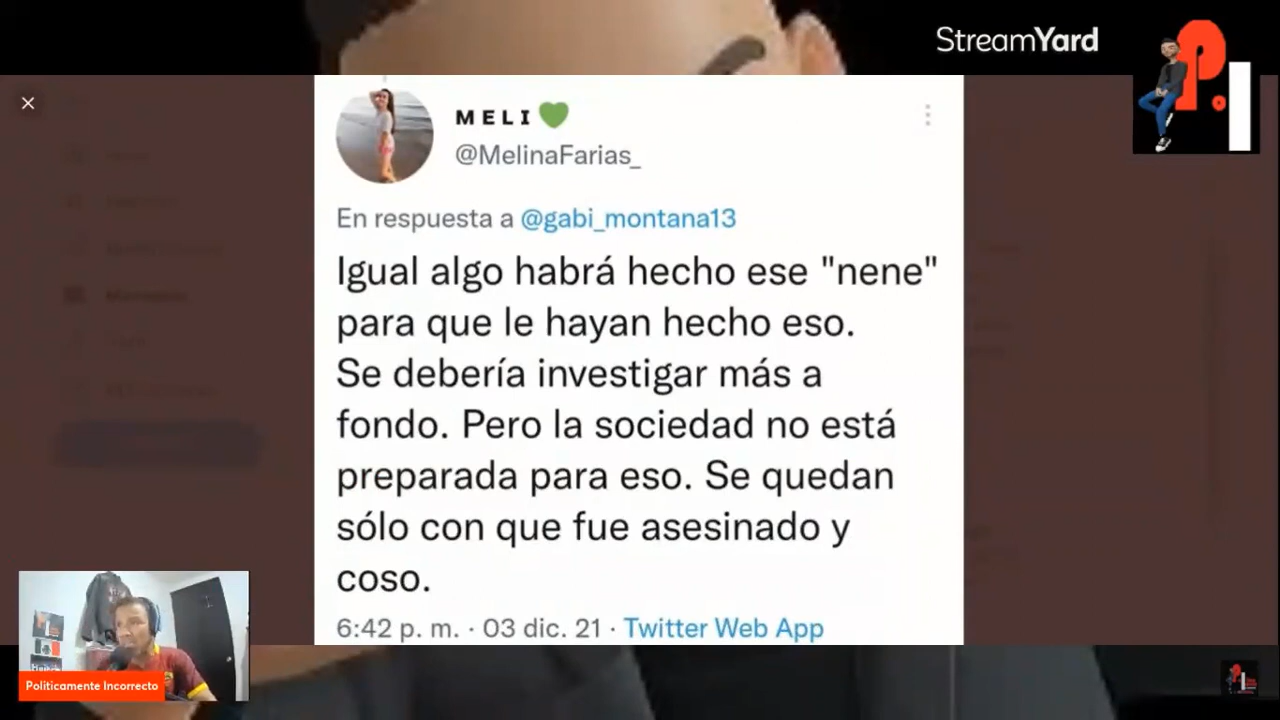 StreamYard
P.I
M E L I
@MelinaFarias_
En respuesta a @gabi_montana13
Igual algo habrá hecho ese "nene"
para que le hayan hecho eso.
Se debería investigar más a
fondo. Pero la sociedad no está
preparada para eso. Se quedan
sólo con que fue asesinado y
coso.
6:42 p. m. · 03 dic. 21 · Twitter Web App
Politicamente Incorrecto